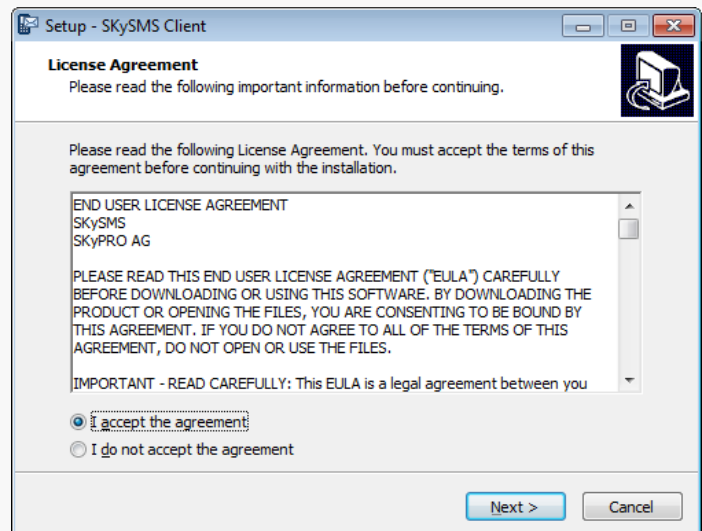 Setup - SKySMS Client
License Agreement
Please read the following important information before continuing.
Please read the following License Agreement. You must accept the terms of this
agreement before continuing with the installation.
END USER LICENSE AGREEMENT
SKySMS
SKyPRO AG
PLEASE READ THIS END USER LICENSE AGREEMENT ("EULA") CAREFULLY
BEFORE DOWNLOADING OR USING THIS SOFTWARE. BY DOWNLOADING THE
PRODUCT OR OPENING THE FILES, YOU ARE CONSENTING TO BE BOUND BY
THIS AGREEMENT. IF YOU DO NOT AGREE TO ALL OF THE TERMS OF THIS
AGREEMENT, DO NOT OPEN OR USE THE FILES.
IMPORTANT - READ CAREFULLY: This EULA is a legal agreement between you
I accept the agreement
I do not accept the agreement
Next >
Cancel